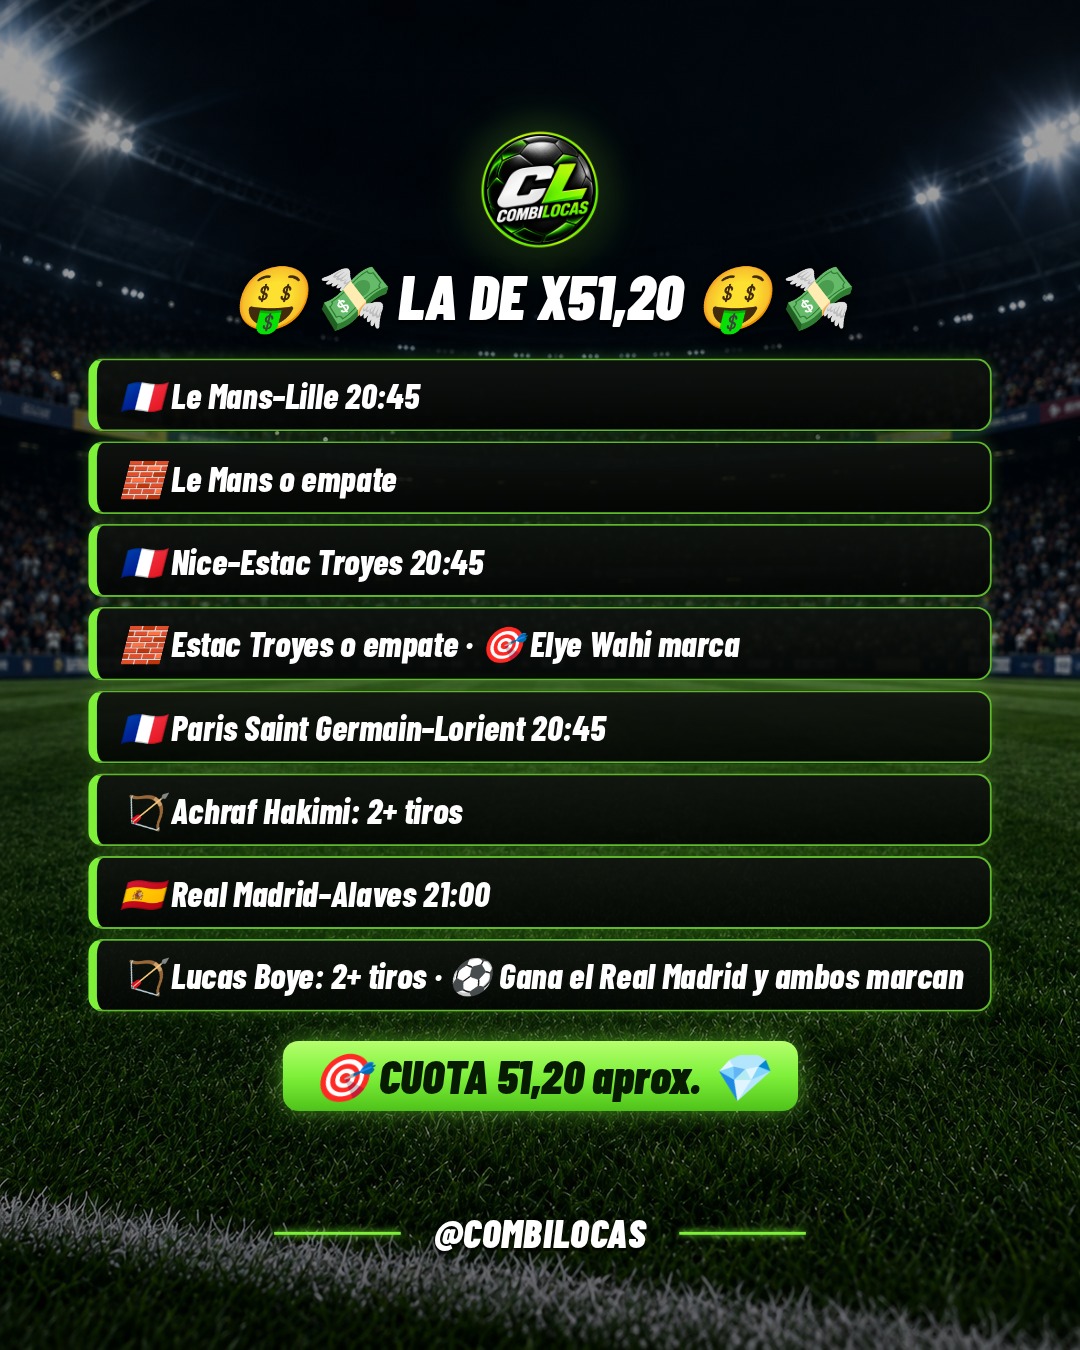 CL
COMBILOCAS
🤑 💸 LA DE X51,20 🤑 💸
🇫🇷 Le Mans-Lille 20:45
🧱 Le Mans o empate
🇫🇷 Nice-Estac Troyes 20:45
🧱 Estac Troyes o empate · 🎯 Elye Wahi marca
🇫🇷 Paris Saint Germain-Lorient 20:45
🏹 Achraf Hakimi: 2+ tiros
🇪🇸 Real Madrid-Alaves 21:00
🏹 Lucas Boye: 2+ tiros · ⚽ Gana el Real Madrid y ambos marcan
🎯 CUOTA 51,20 aprox. 💎
@COMBILOCAS